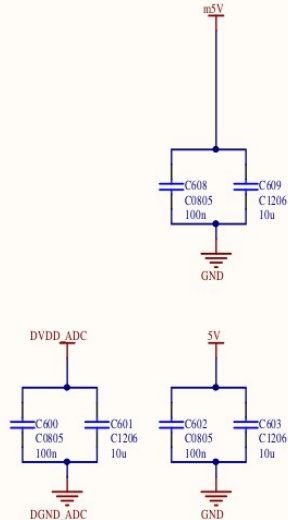 m5V
C608
C0805
100n
C609
C1206
10u
GND
DVDD_ADC
C600
C0805
100n
C601
C1206
10u
DGND_ADC
5V
C602
C0805
100n
C603
C1206
10u
GND